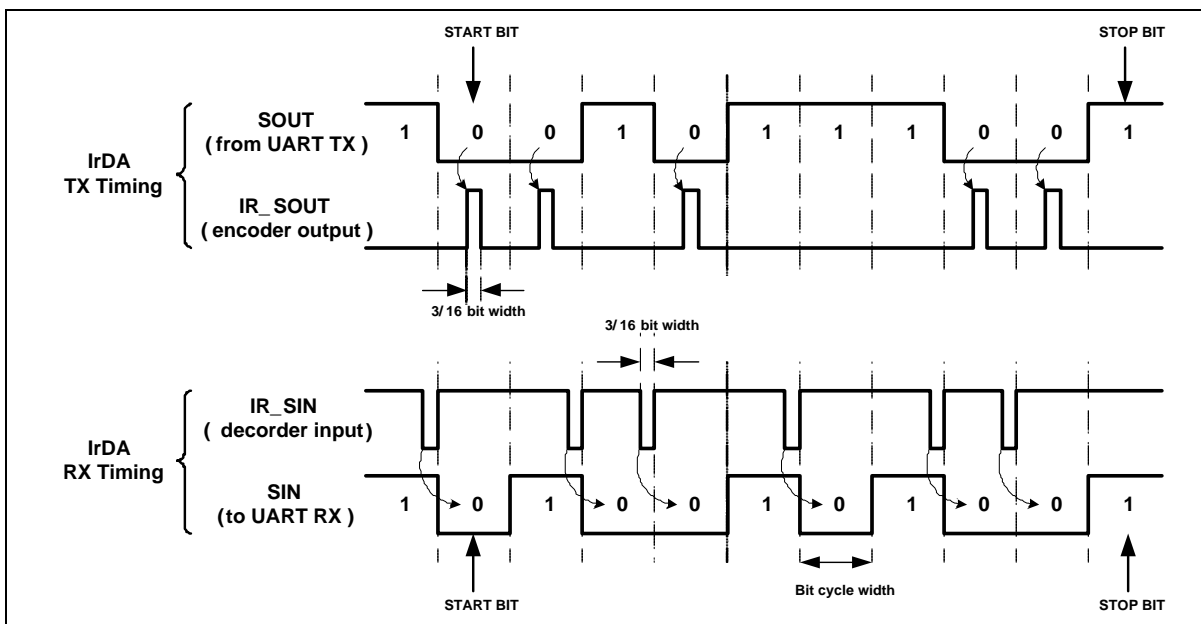 START BIT
STOP BIT
SOUT
( from UART TX )
1 0 0 1 0 1 1 1 0 0 1
IrDA
TX Timing
IR_ SOUT
( encoder output )
3/ 16 bit width
3/ 16 bit width
IR_SIN
( decorder input)
IrDA
RX Timing
SIN
(to UART RX )
1 0 1 0 0 1 0 1 0 0 1
Bit cycle width
START BIT
STOP BIT